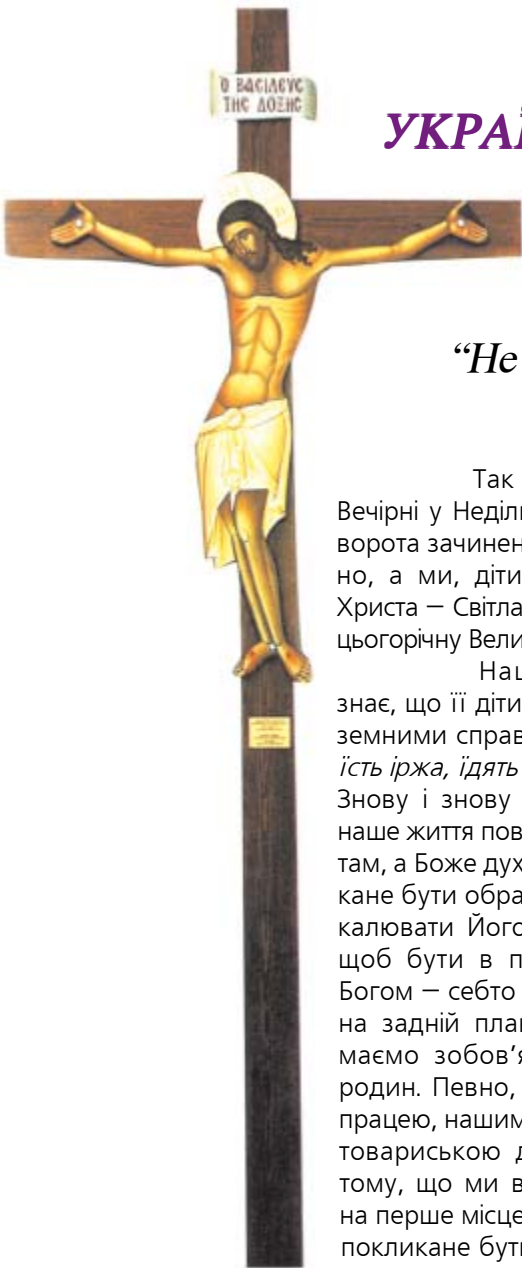 Ο ΒΑCΙΛΕΥC
ΤΗC ΔΟΞΗC
УКРАЇ
“Не
Так
Вечірні у Неділ
ворота зачинен
но, а ми, діти
Христа — Світла
цьогорічну Вели
Наш
знає, що її діти
земними справ
їсть іржа, їдять
Знову і знову
наше життя пов
там, а Боже дух
кане бути обра
калювати Його
щоб бути в п
Богом — себто
на задній план
маємо зобов’я
родин. Певно,
працею, нашим
товариською д
тому, що ми в
на перше місце
покликане бути